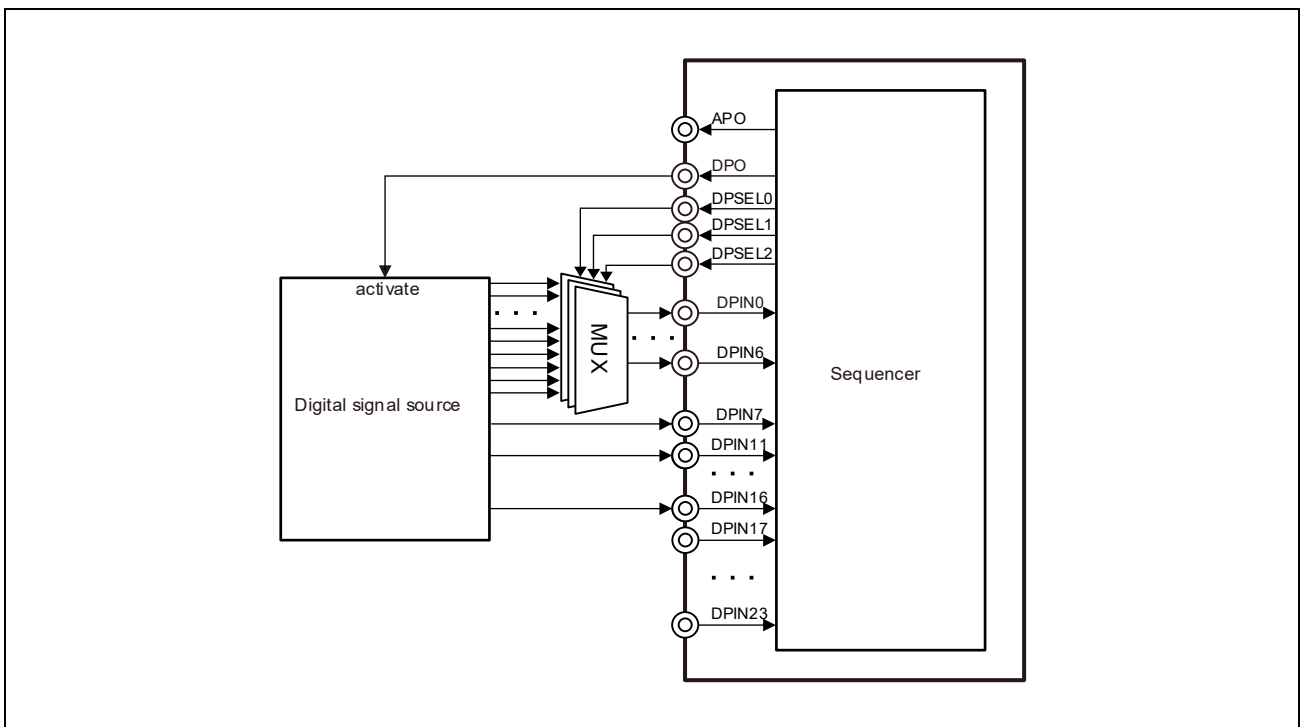 APO
DPO
DPSEL0
DPSEL1
DPSEL2
activate
DPIN0
. . .
. . .
MUX
DPIN6
Sequencer
Digital signal source
DPIN7
DPIN11
. . .
DPIN16
DPIN17
. . .
DPIN23